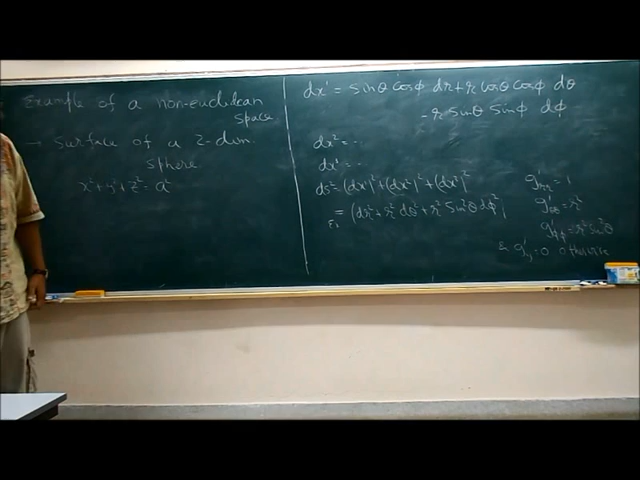 Example of a non-euclidean
space
→ Surface of a 2-dim.
sphere
x² + y² + z² = a²
dx¹ = sinθ cosφ dr + r cosθ cosφ dθ
- r sinθ sinφ dφ
dx² = ...
dx³ = ...
ds² = (dx¹)² + (dx²)² + (dx³)²
= (dr² + r² dθ² + r² sin²θ dφ²)
g'rr = 1
g'θθ = r²
g'φφ = r² sin²θ
& g'ij = 0 otherwise